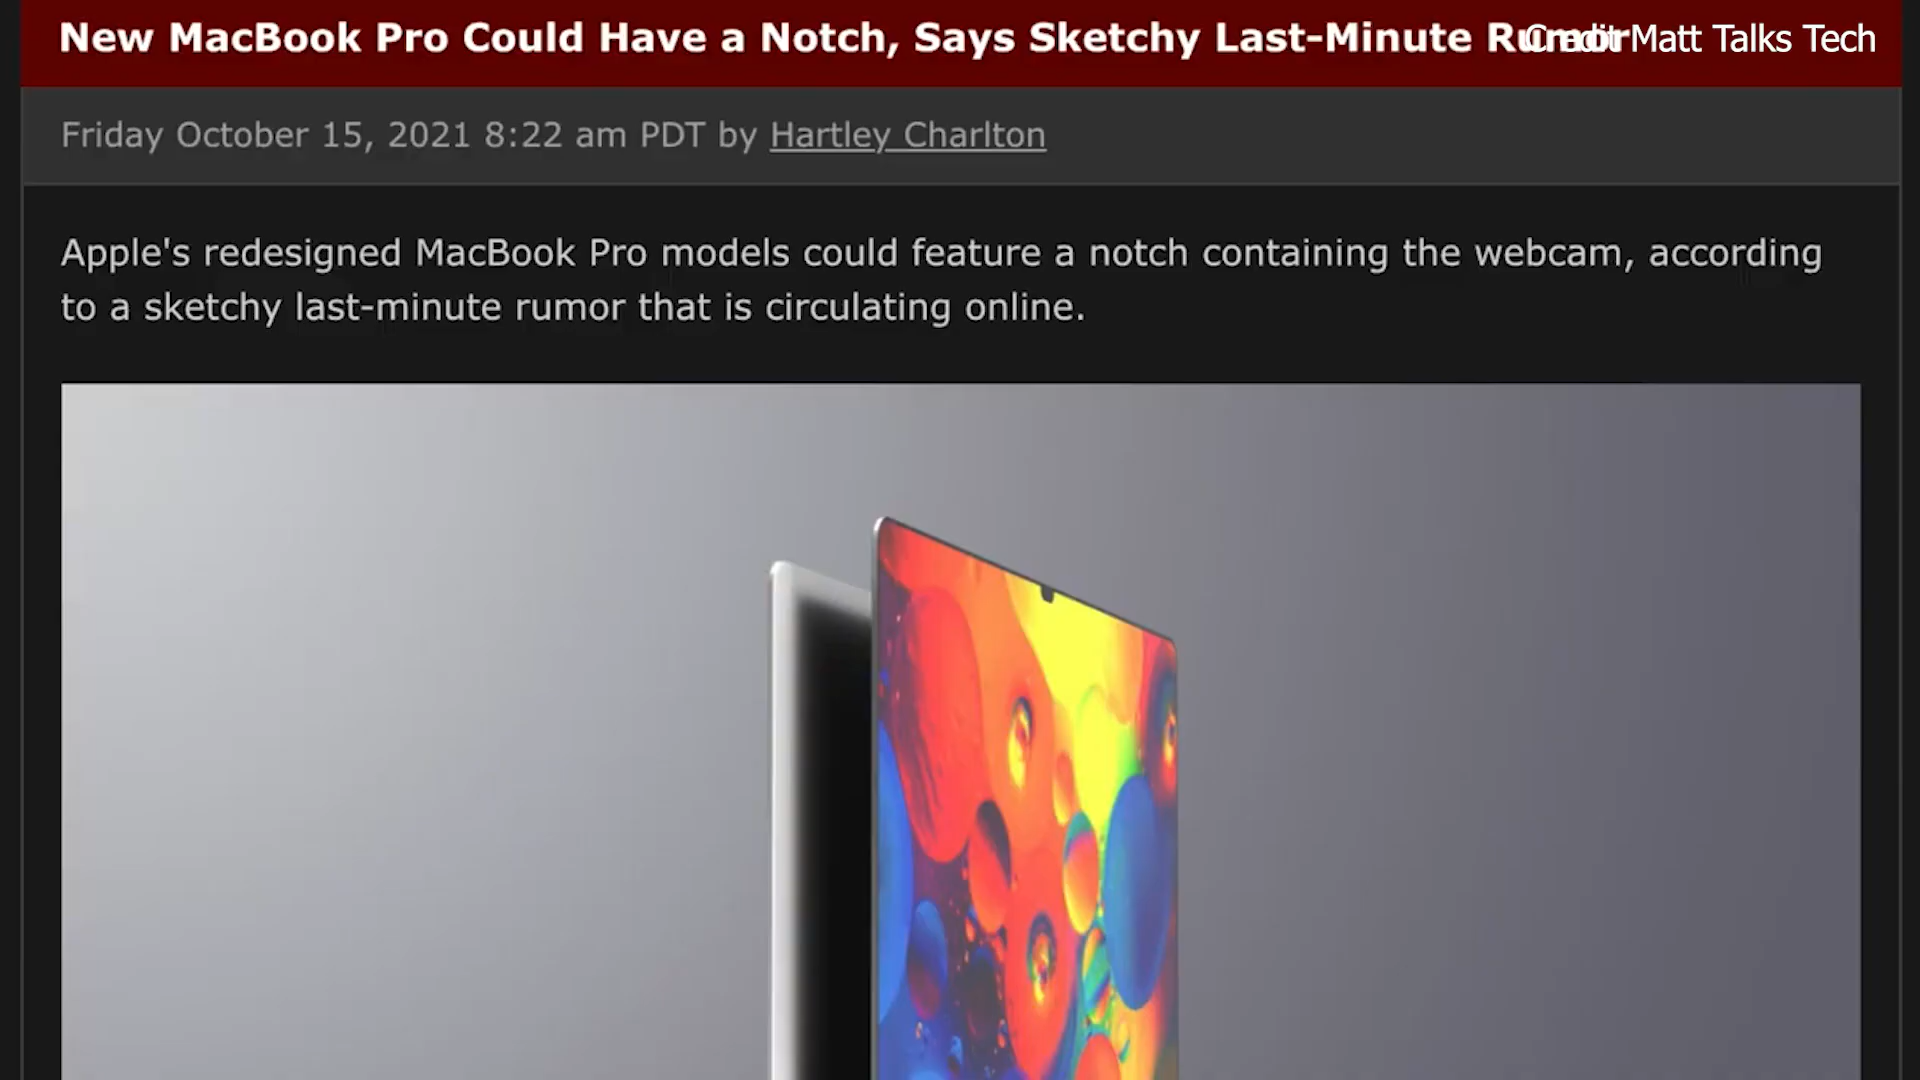 New MacBook Pro Could Have a Notch, Says Sketchy Last-Minute Rumor
Credit Matt Talks Tech
Friday October 15, 2021 8:22 am PDT by Hartley Charlton
Apple's redesigned MacBook Pro models could feature a notch containing the webcam, according
to a sketchy last-minute rumor that is circulating online.